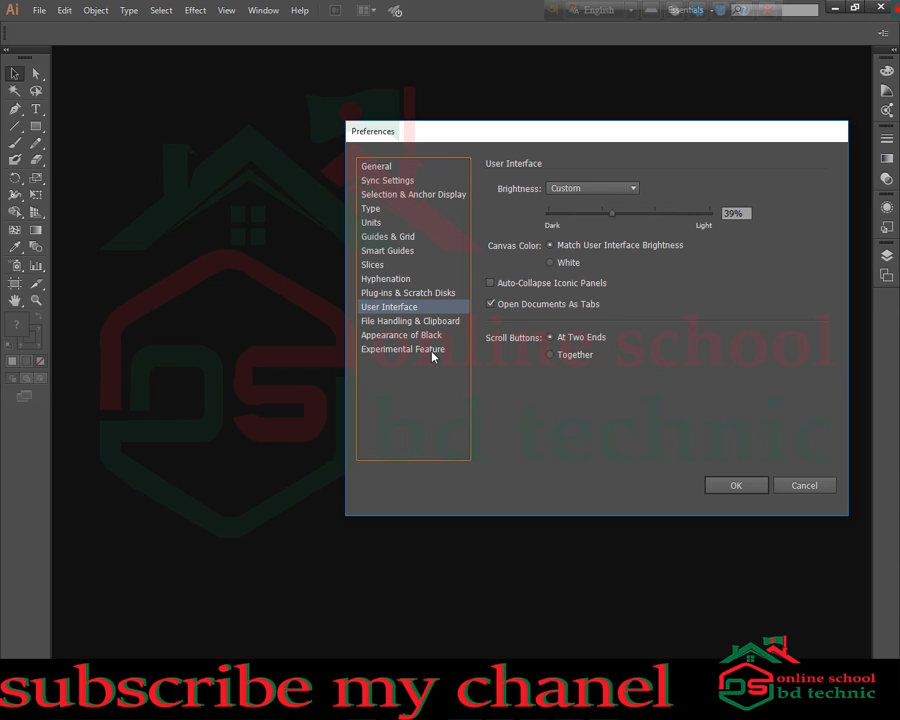 Ai File Edit Object Type Select Effect View Window Help Br English Essentials
Preferences
General
Sync Settings
Selection & Anchor Display
Type
Units
Guides & Grid
Smart Guides
Slices
Hyphenation
Plug-ins & Scratch Disks
User Interface
File Handling & Clipboard
Appearance of Black
Experimental Feature
User Interface
Brightness: Custom
39%
Dark Light
Canvas Color: Match User Interface Brightness
White
Auto-Collapse Iconic Panels
Open Documents As Tabs
Scroll Buttons: At Two Ends
Together
OK Cancel
online school
bd technic
subscribe my chanel
online school
bd technic